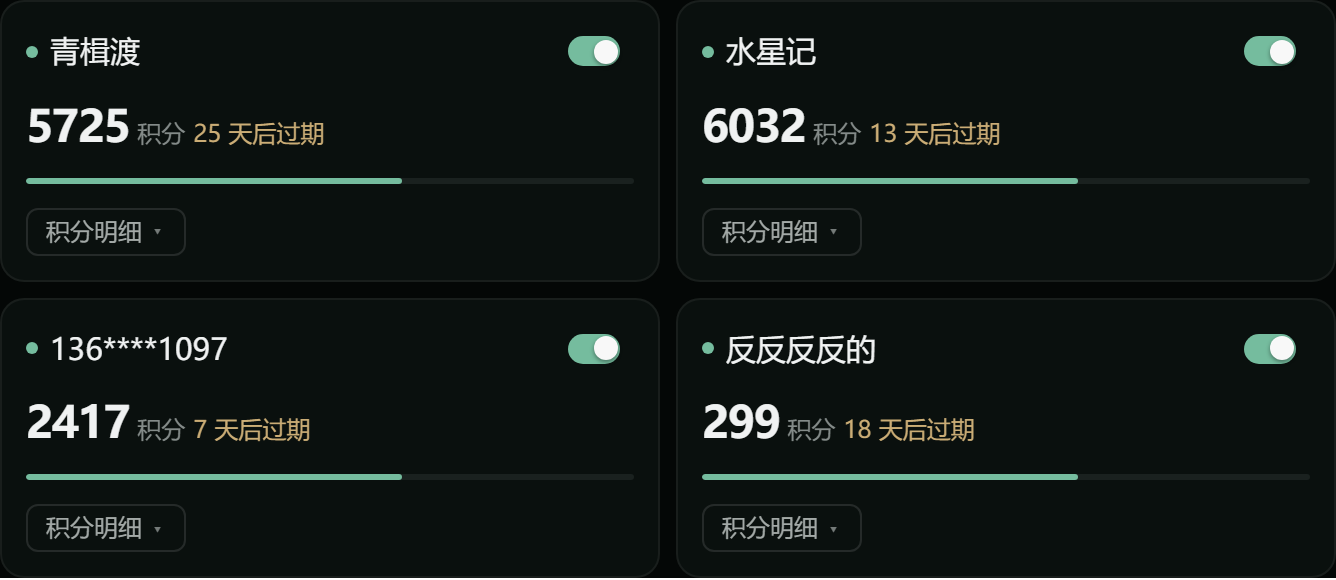 青楫渡
5725 积分 25 天后过期
积分明细
水星记
6032 积分 13 天后过期
积分明细
136****1097
2417 积分 7 天后过期
积分明细
反反反反的
299 积分 18 天后过期
积分明细